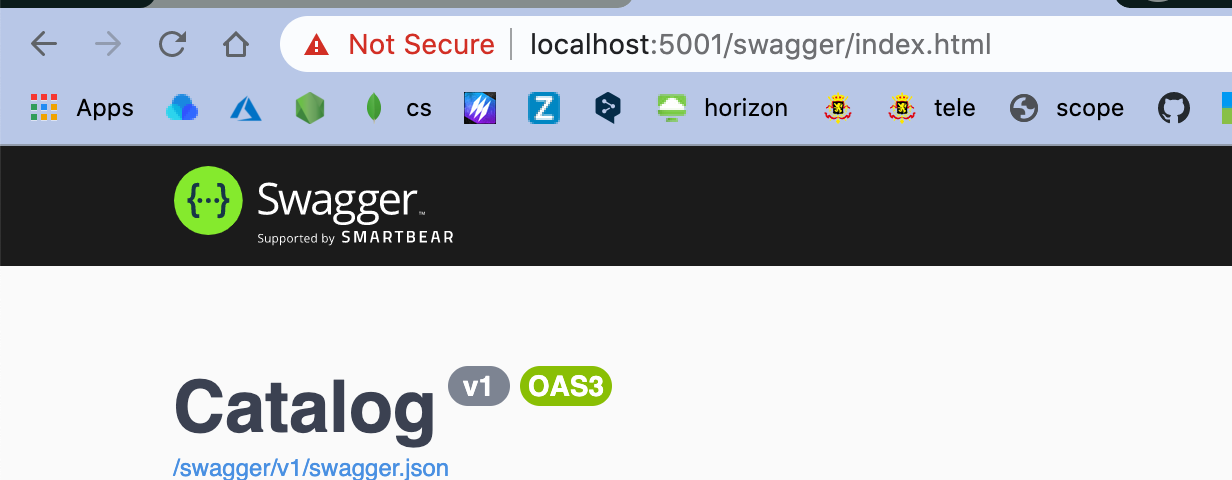 Not Secure localhost:5001/swagger/index.html
Apps cs Z horizon tele scope
{···} Swagger™
Supported by SMARTBEAR
Catalog v1 OAS3
/swagger/v1/swagger.json